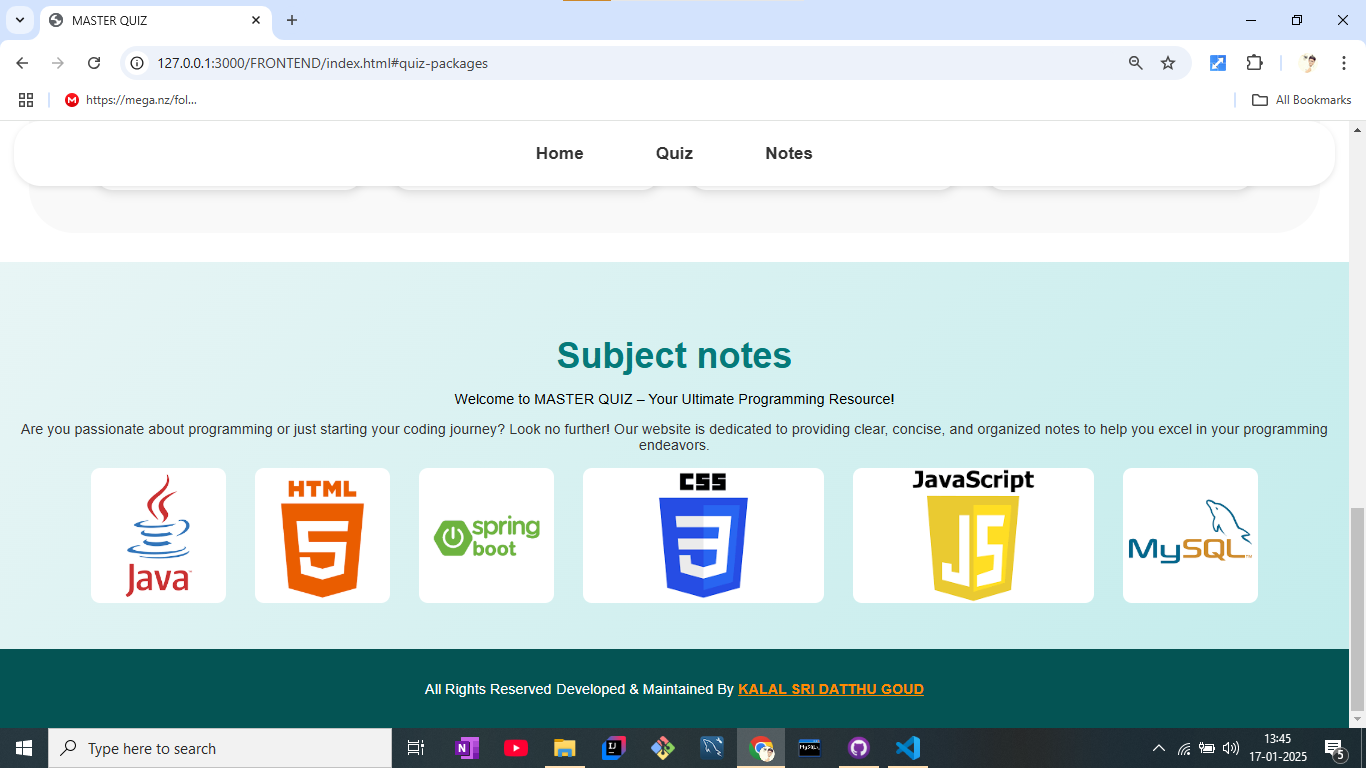 MASTER QUIZ
127.0.0.1:3000/FRONTEND/index.html#quiz-packages
https://mega.nz/fol...
All Bookmarks
Home Quiz Notes
Subject notes
Welcome to MASTER QUIZ – Your Ultimate Programming Resource!
Are you passionate about programming or just starting your coding journey? Look no further! Our website is dedicated to providing clear, concise, and organized notes to help you excel in your programming
endeavors.
Java™
HTML
5
spring
boot
CSS
3
JavaScript
JS
MySQL™
All Rights Reserved Developed & Maintained By KALAL SRI DATTHU GOUD
Type here to search
N
IJ
MySQL
13:45
17-01-2025
5